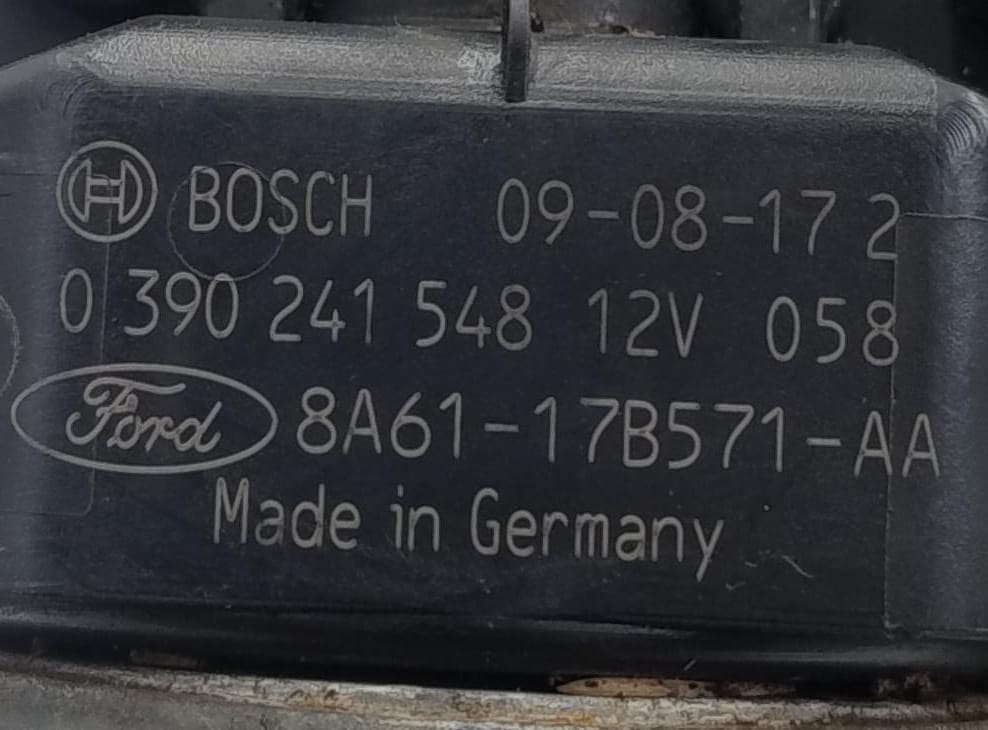 BOSCH 09-08-17 2
0 390 241 548 12V 058
Ford 8A61-17B571-AA
Made in Germany